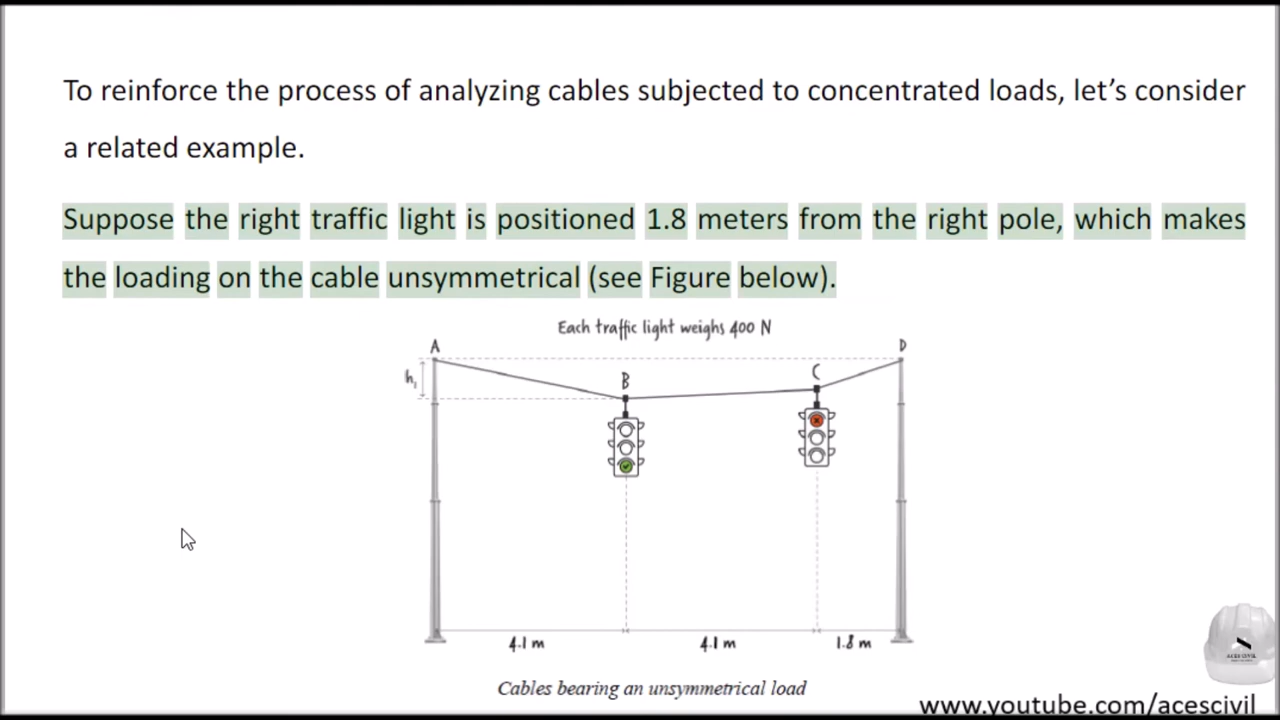 To reinforce the process of analyzing cables subjected to concentrated loads, let’s consider
a related example.
Suppose the right traffic light is positioned 1.8 meters from the right pole, which makes
the loading on the cable unsymmetrical (see Figure below).
Each traffic light weighs 400 N
A
D
h₁
B
C
4.1 m
4.1 m
1.8 m
Cables bearing an unsymmetrical load
ACES CIVIL
www.youtube.com/acescivil